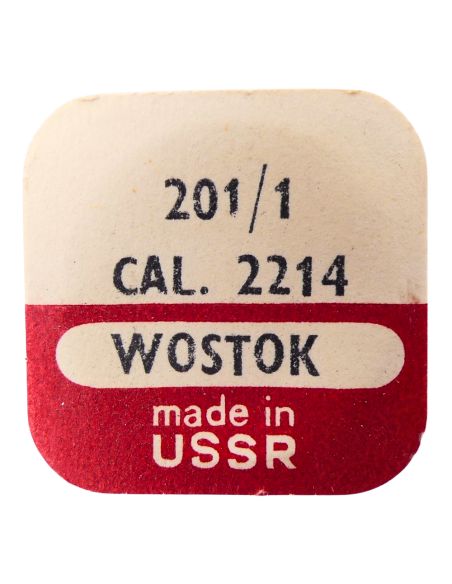 201/1
CAL. 2214
WOSTOK
made in
USSR